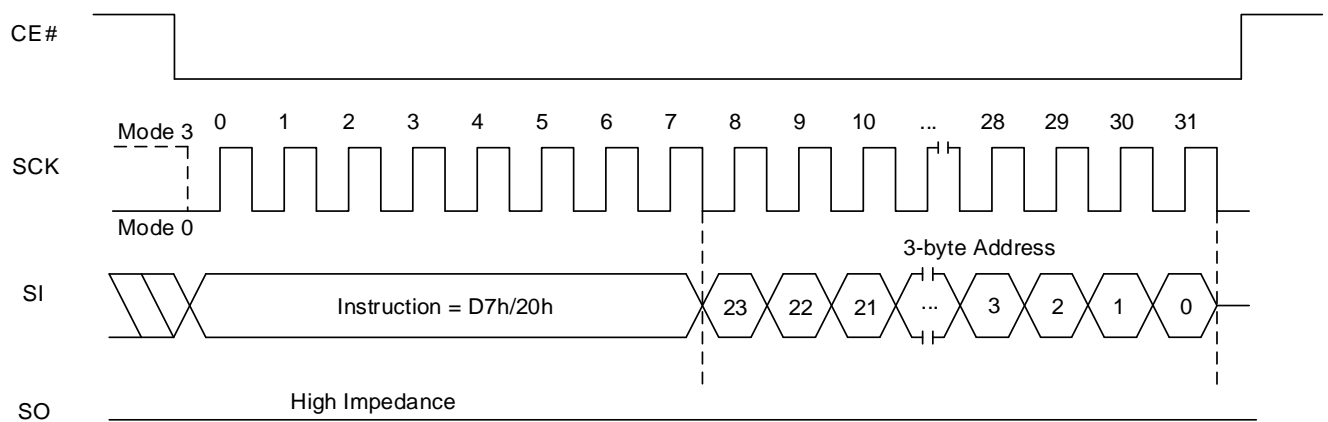 CE#
Mode 3
0 1 2 3 4 5 6 7 8 9 10 ... 28 29 30 31
SCK
Mode 0
3-byte Address
SI
Instruction = D7h/20h 23 22 21 ... 3 2 1 0
High Impedance
SO